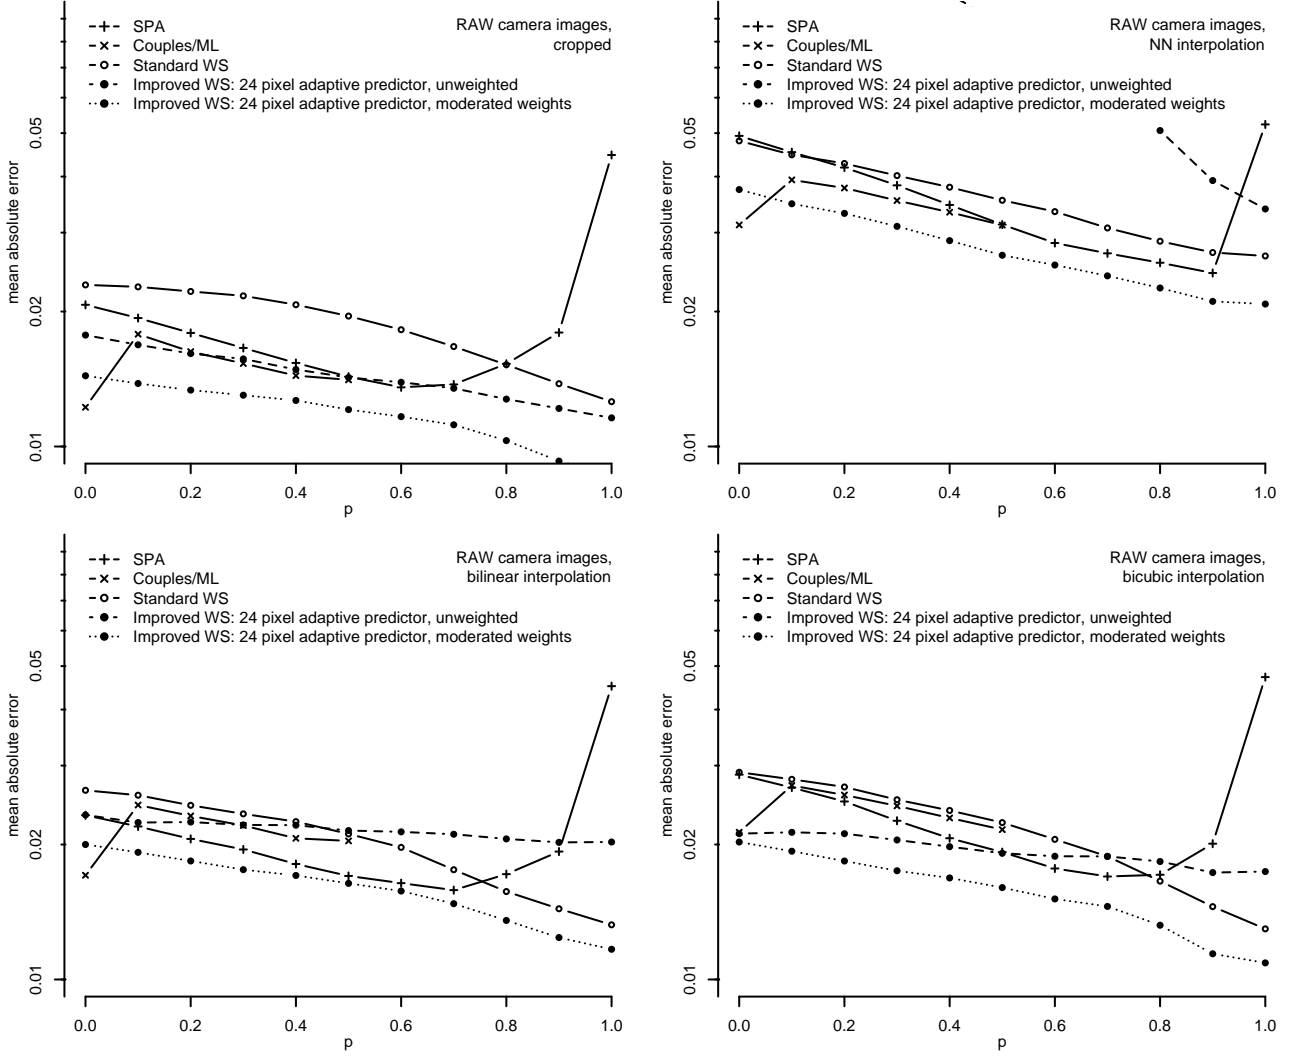 SPA
Couples/ML
Standard WS
Improved WS: 24 pixel adaptive predictor, unweighted
Improved WS: 24 pixel adaptive predictor, moderated weights
RAW camera images,
cropped
mean absolute error
0.05
0.02
0.01
0.0 0.2 0.4 0.6 0.8 1.0
p
SPA
Couples/ML
Standard WS
Improved WS: 24 pixel adaptive predictor, unweighted
Improved WS: 24 pixel adaptive predictor, moderated weights
RAW camera images,
NN interpolation
mean absolute error
0.05
0.02
0.01
0.0 0.2 0.4 0.6 0.8 1.0
p
SPA
Couples/ML
Standard WS
Improved WS: 24 pixel adaptive predictor, unweighted
Improved WS: 24 pixel adaptive predictor, moderated weights
RAW camera images,
bilinear interpolation
mean absolute error
0.05
0.02
0.01
0.0 0.2 0.4 0.6 0.8 1.0
p
SPA
Couples/ML
Standard WS
Improved WS: 24 pixel adaptive predictor, unweighted
Improved WS: 24 pixel adaptive predictor, moderated weights
RAW camera images,
bicubic interpolation
mean absolute error
0.05
0.02
0.01
0.0 0.2 0.4 0.6 0.8 1.0
p